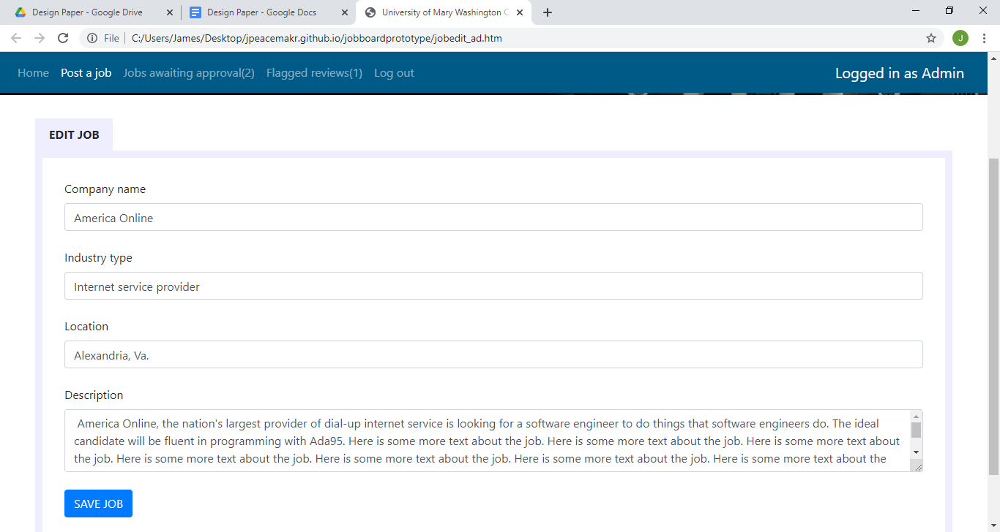 Design Paper - Google Drive
Design Paper - Google Docs
University of Mary Washington C
File C:/Users/James/Desktop/jpeacemakr.github.io/jobboardprototype/jobedit_ad.htm
J
Home Post a job Jobs awaiting approval(2) Flagged reviews(1) Log out Logged in as Admin
EDIT JOB
Company name
America Online
Industry type
Internet service provider
Location
Alexandria, Va.
Description
America Online, the nation's largest provider of dial-up internet service is looking for a software engineer to do things that software engineers do. The ideal
candidate will be fluent in programming with Ada95. Here is some more text about the job. Here is some more text about the job. Here is some more text about
the job. Here is some more text about the job. Here is some more text about the job. Here is some more text about the job. Here is some more text about the
SAVE JOB